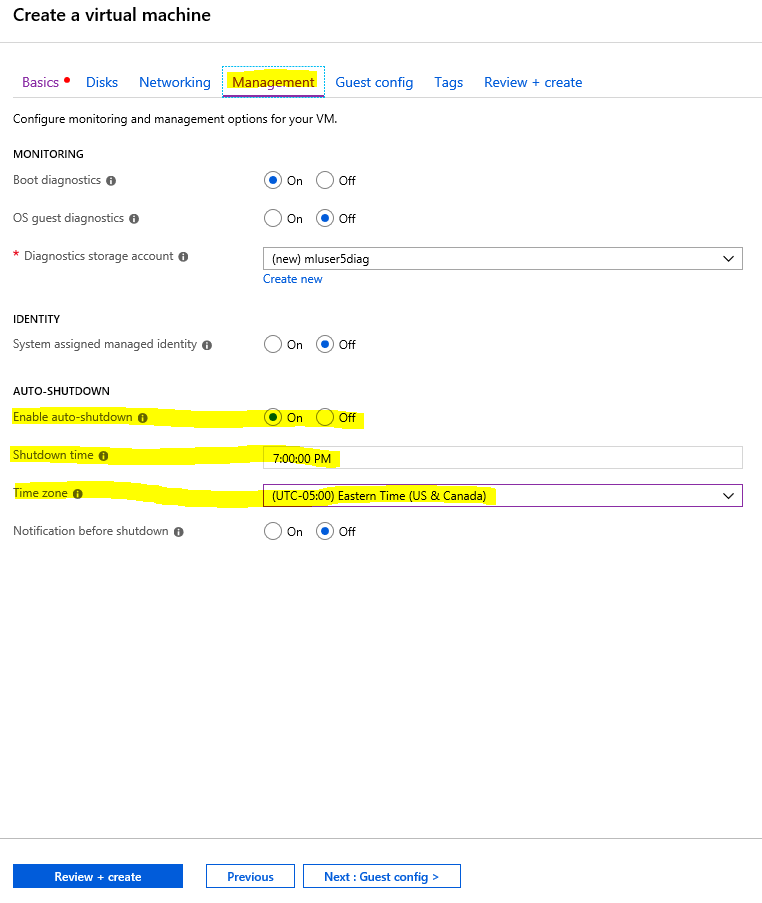 Create a virtual machine
Basics Disks Networking Management Guest config Tags Review + create
Configure monitoring and management options for your VM.
MONITORING
Boot diagnostics On Off
OS guest diagnostics On Off
* Diagnostics storage account (new) mluser5diag
Create new
IDENTITY
System assigned managed identity On Off
AUTO-SHUTDOWN
Enable auto-shutdown On Off
Shutdown time 7:00:00 PM
Time zone (UTC-05:00) Eastern Time (US & Canada)
Notification before shutdown On Off
Review + create Previous Next : Guest config >